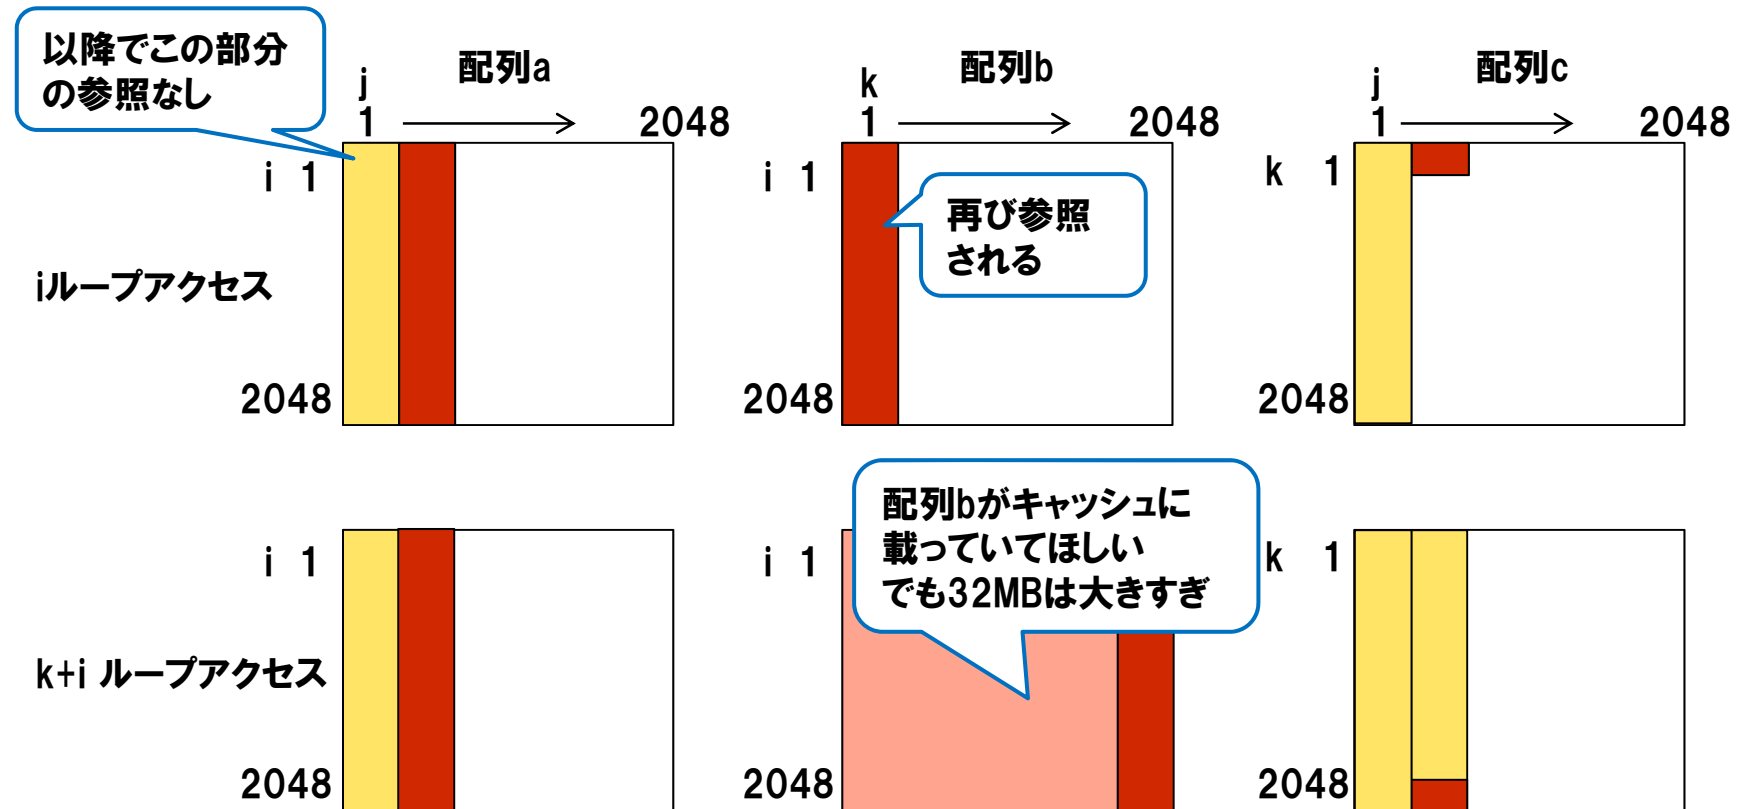 以降でこの部分
の参照なし
配列a
j
1
2048
i 1
2048
配列b
k
1
2048
i 1
再び参照
される
2048
配列c
j
1
2048
k 1
2048
iループアクセス
k+i ループアクセス
i 1
2048
配列bがキャッシュに
載っていてほしい
でも32MBは大きすぎ
i 1
2048
k 1
2048